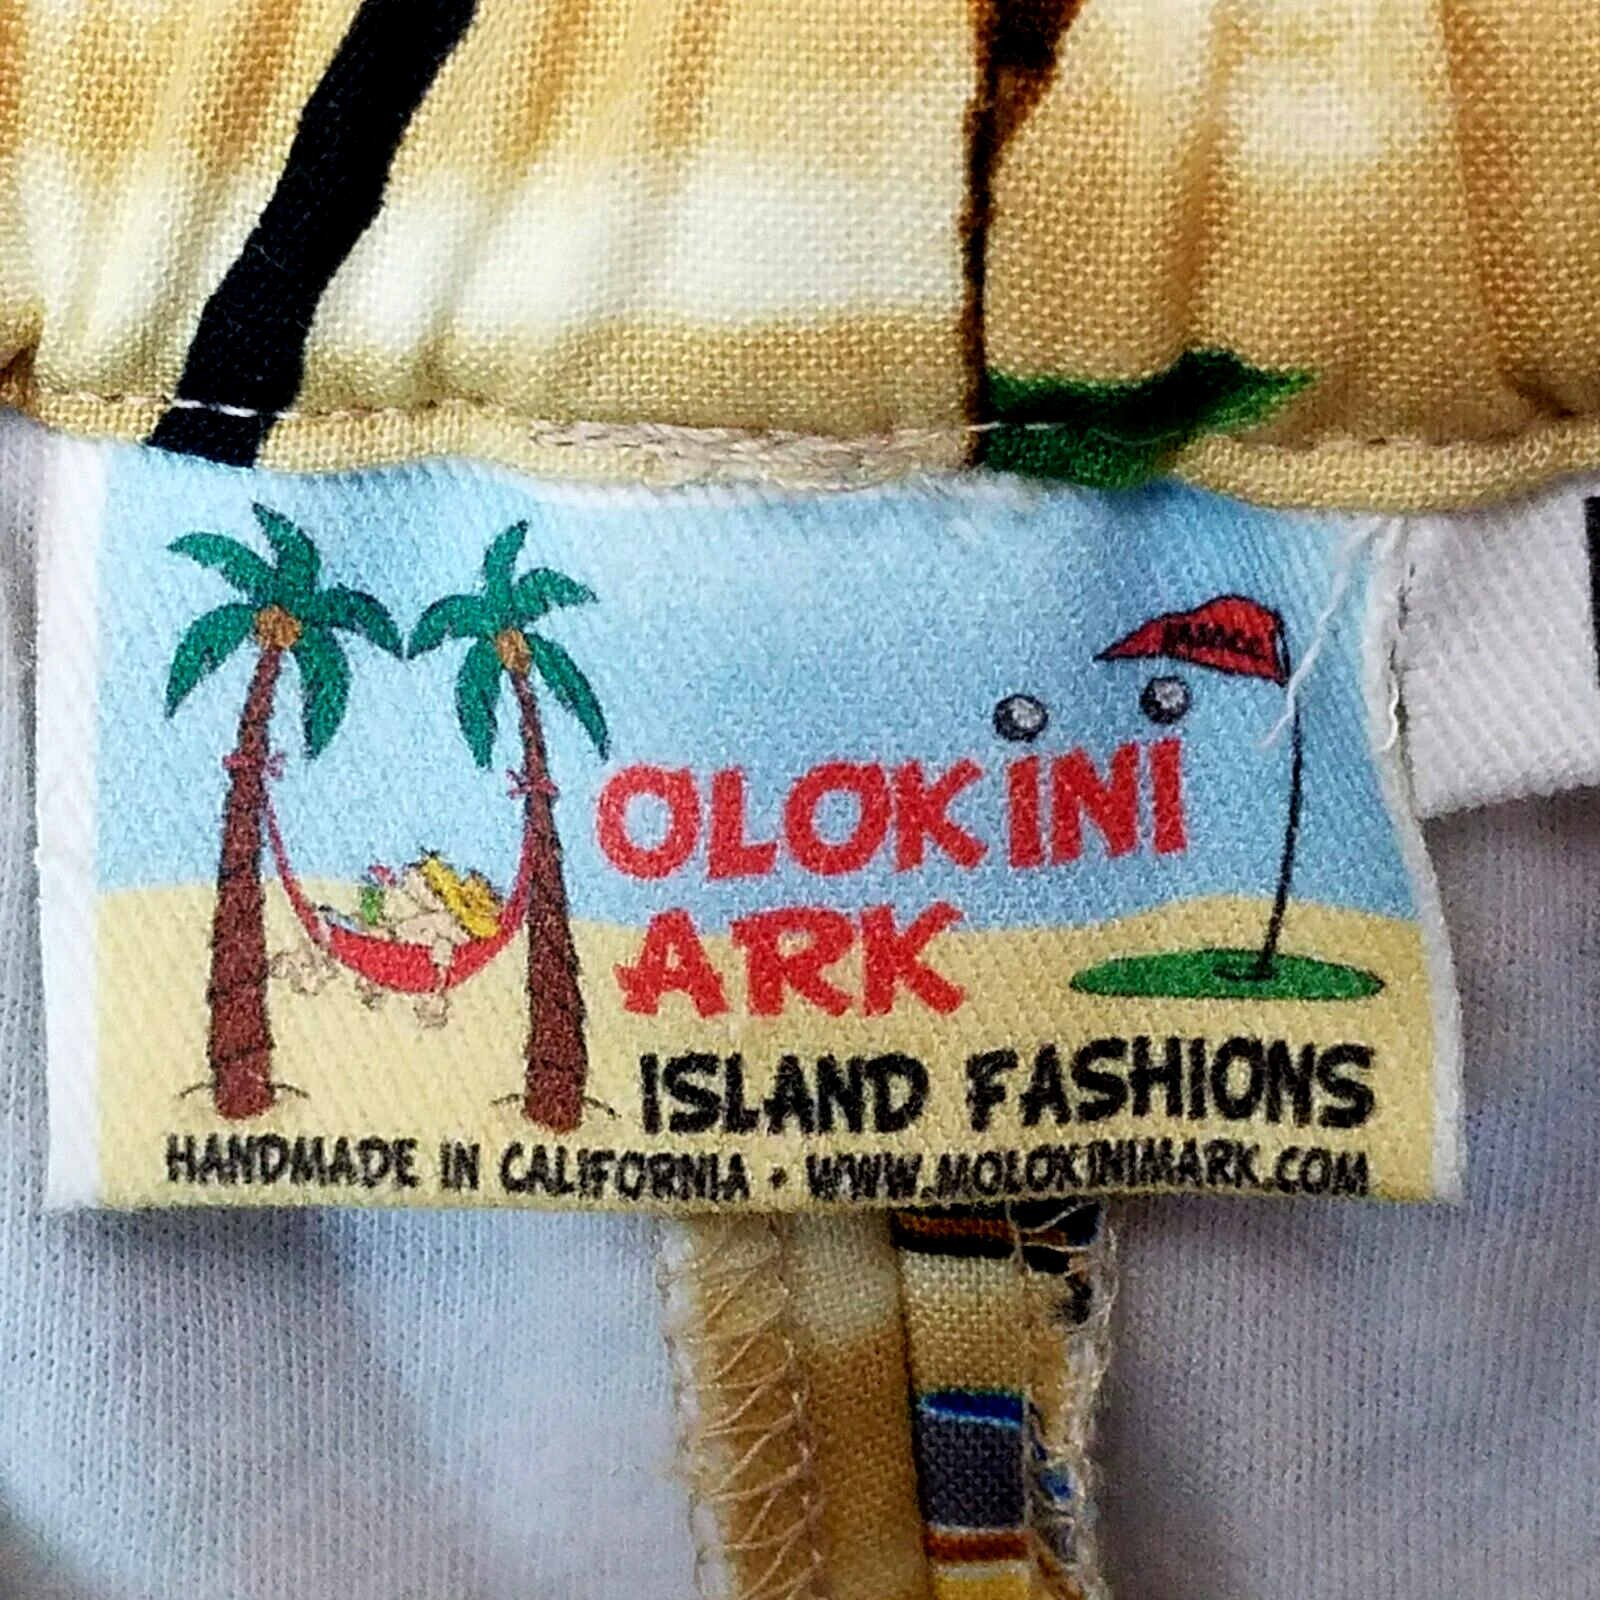 OLOKINI
ARK
ISLAND FASHIONS
HANDMADE IN CALIFORNIA • WWW.MOLOKINIMARK.COM